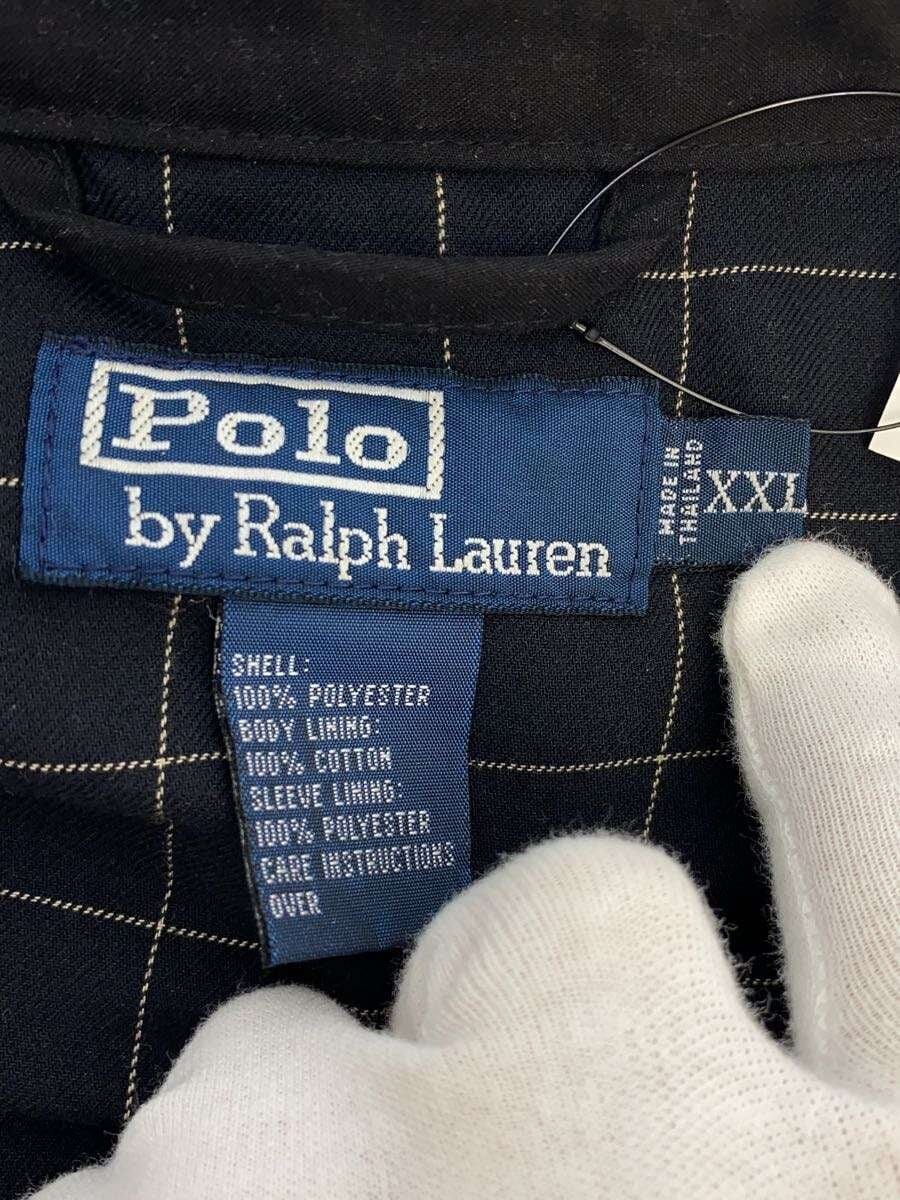 Polo
by Ralph Lauren
MADE IN
THAILAND
XXL
SHELL:
100% POLYESTER
BODY LINING:
100% COTTON
SLEEVE LINING:
100% POLYESTER
CARE INSTRUCTIONS
OVER